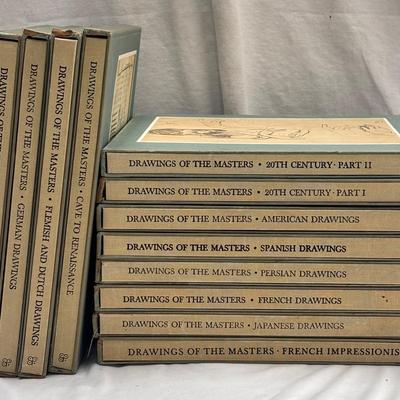 DRAWINGS OF THE
DRAWINGS OF THE MASTERS • GERMAN DRAWINGS
DRAWINGS OF THE MASTERS • FLEMISH AND DUTCH DRAWINGS
DRAWINGS OF THE MASTERS • CAVE TO RENAISSANCE
DRAWINGS OF THE MASTERS • 20TH CENTURY · PART II
DRAWINGS OF THE MASTERS • 20TH CENTURY · PART I
DRAWINGS OF THE MASTERS • AMERICAN DRAWINGS
DRAWINGS OF THE MASTERS • SPANISH DRAWINGS
DRAWINGS OF THE MASTERS • PERSIAN DRAWINGS
DRAWINGS OF THE MASTERS • FRENCH DRAWINGS
DRAWINGS OF THE MASTERS • JAPANESE DRAWINGS
DRAWINGS OF THE MASTERS • FRENCH IMPRESSIONIS